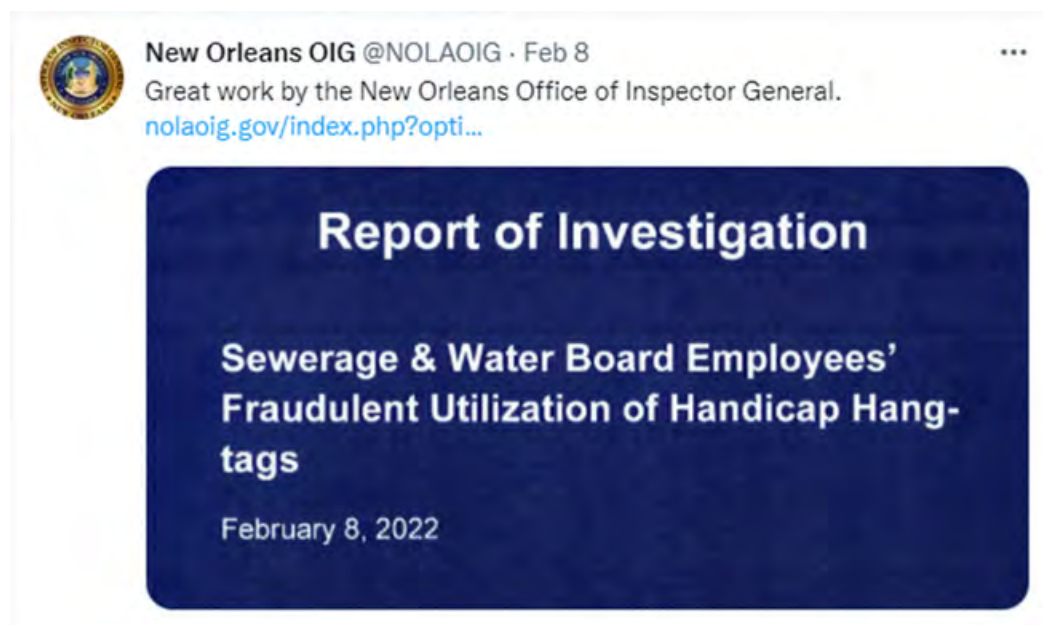 New Orleans OIG @NOLAOIG · Feb 8
Great work by the New Orleans Office of Inspector General.
nolaoig.gov/index.php?opti...
Report of Investigation
Sewerage & Water Board Employees’
Fraudulent Utilization of Handicap Hang-
tags
February 8, 2022